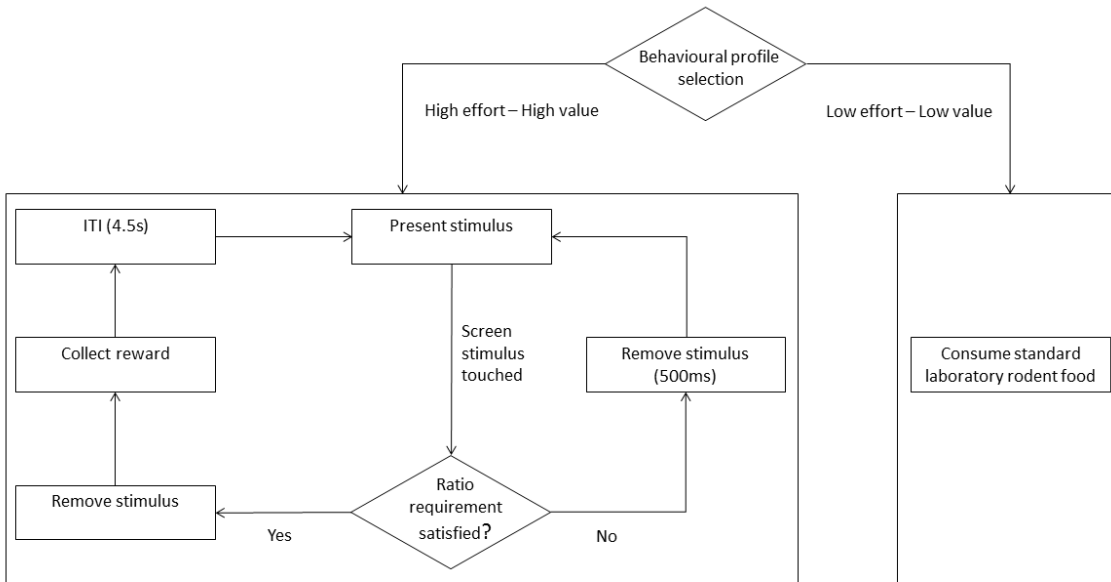 Behavioural profile
selection
High effort – High value
Low effort – Low value
ITI (4.5s)
Present stimulus
Collect reward
Screen
stimulus
touched
Remove stimulus
(500ms)
Consume standard
laboratory rodent food
Remove stimulus
Ratio
requirement
satisfied?
Yes
No